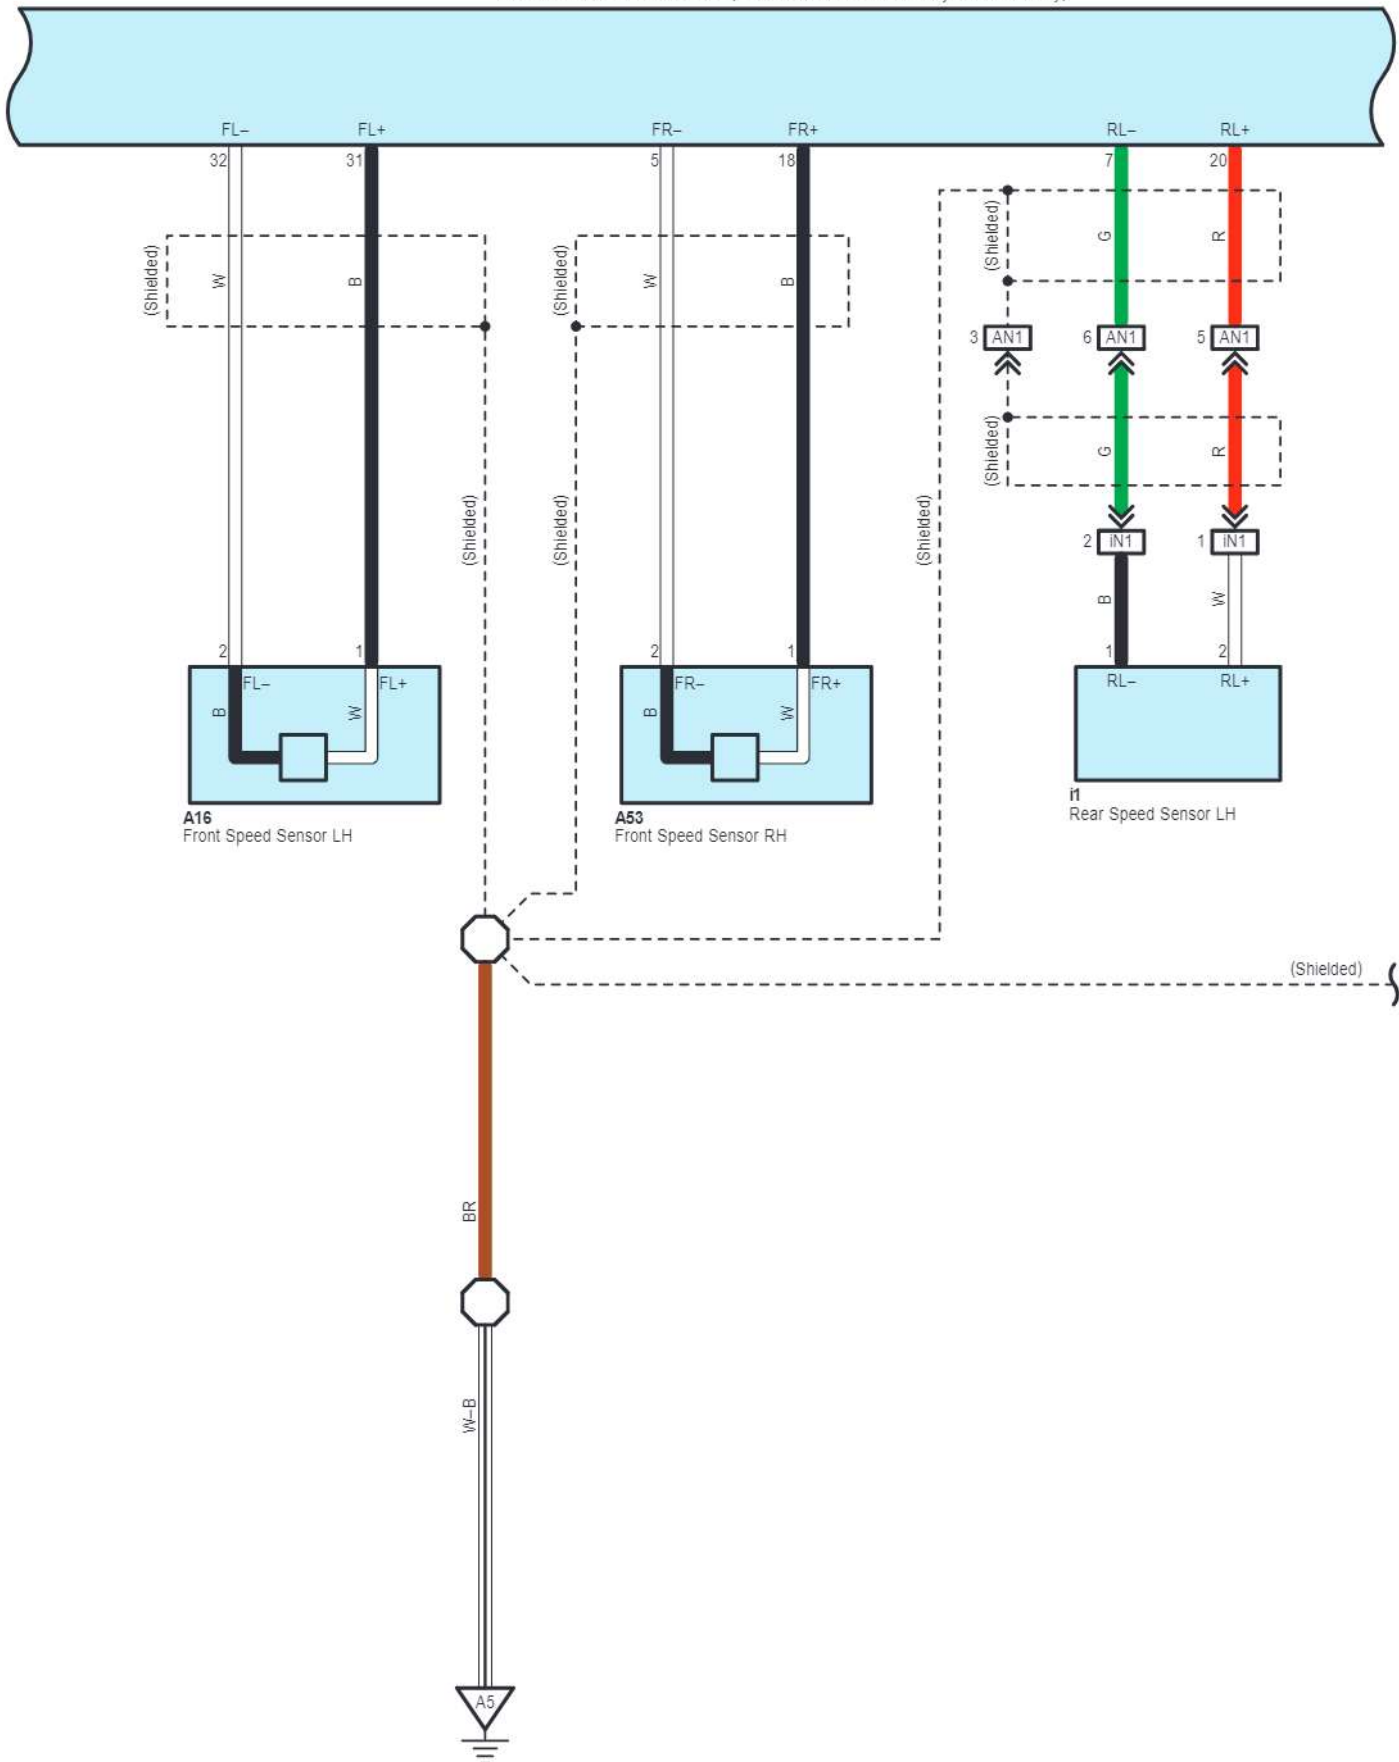 FL– FL+ FR– FR+ RL– RL+
32 31 5 18 7 20
(Shielded) W B (Shielded) W B (Shielded) G R
3 AN1 6 AN1 5 AN1
(Shielded) G R
(Shielded) (Shielded) (Shielded)
2 iN1 1 iN1
B W
2 1 2 1 1 2
FL– FL+ FR– FR+ RL– RL+
B W B W
A16
Front Speed Sensor LH
A53
Front Speed Sensor RH
i1
Rear Speed Sensor LH
(Shielded)
BR
W–B
A5